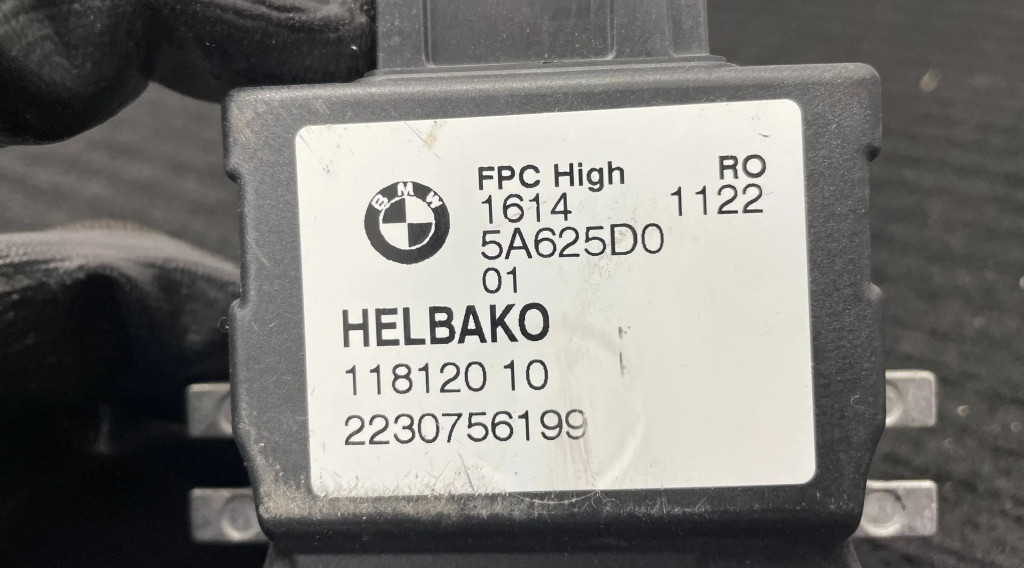 BMW
FPC High RO
1614 1122
5A625D0
01
HELBAKO
118120 10
2230756199